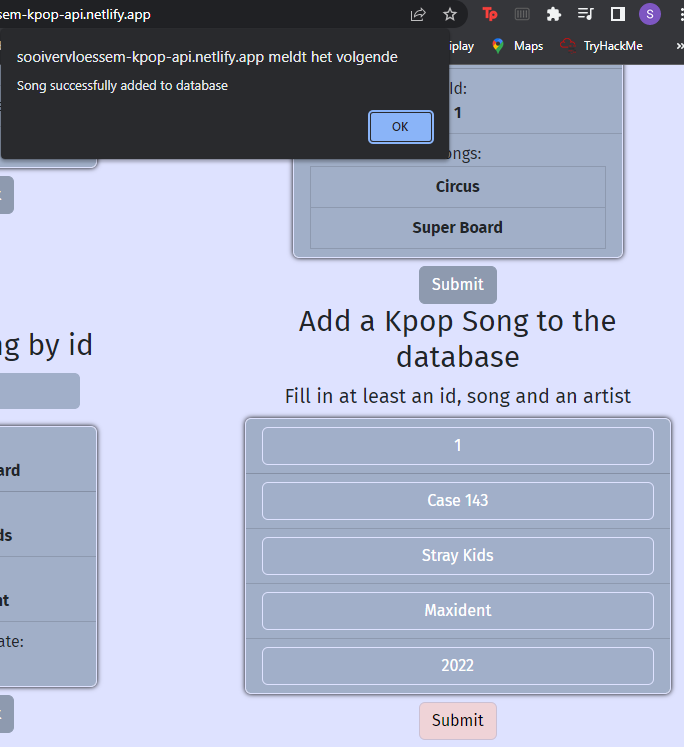 sem-kpop-api.netlify.app
Tp
S
iplay
Maps
TryHackMe
»
sooivervloessem-kpop-api.netlify.app meldt het volgende
Song successfully added to database
OK
Id:
1
ongs:
Circus
Super Board
Submit
Add a Kpop Song to the
database
Fill in at least an id, song and an artist
1
Case 143
Stray Kids
Maxident
2022
Submit
ng by id
ard
ds
nt
ate: